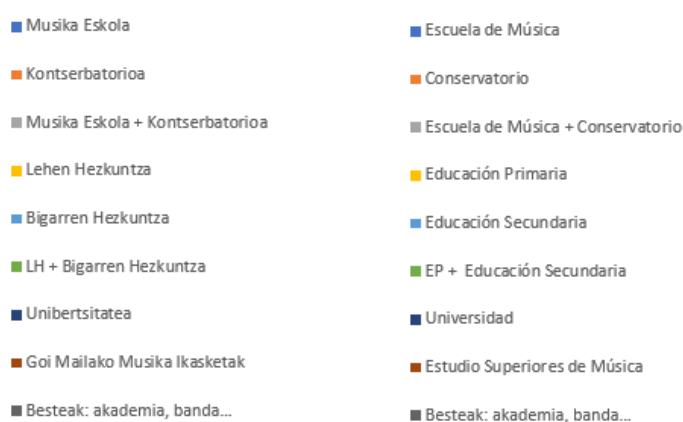 Musika Eskola
Kontserbatorioa
Musika Eskola + Kontserbatorioa
Lehen Hezkuntza
Bigarren Hezkuntza
LH + Bigarren Hezkuntza
Unibertsitatea
Goi Mailako Musika Ikasketak
Besteak: akademia, banda...
Escuela de Música
Conservatorio
Escuela de Música + Conservatorio
Educación Primaria
Educación Secundaria
EP + Educación Secundaria
Universidad
Estudio Superiores de Música
Besteak: akademia, banda...